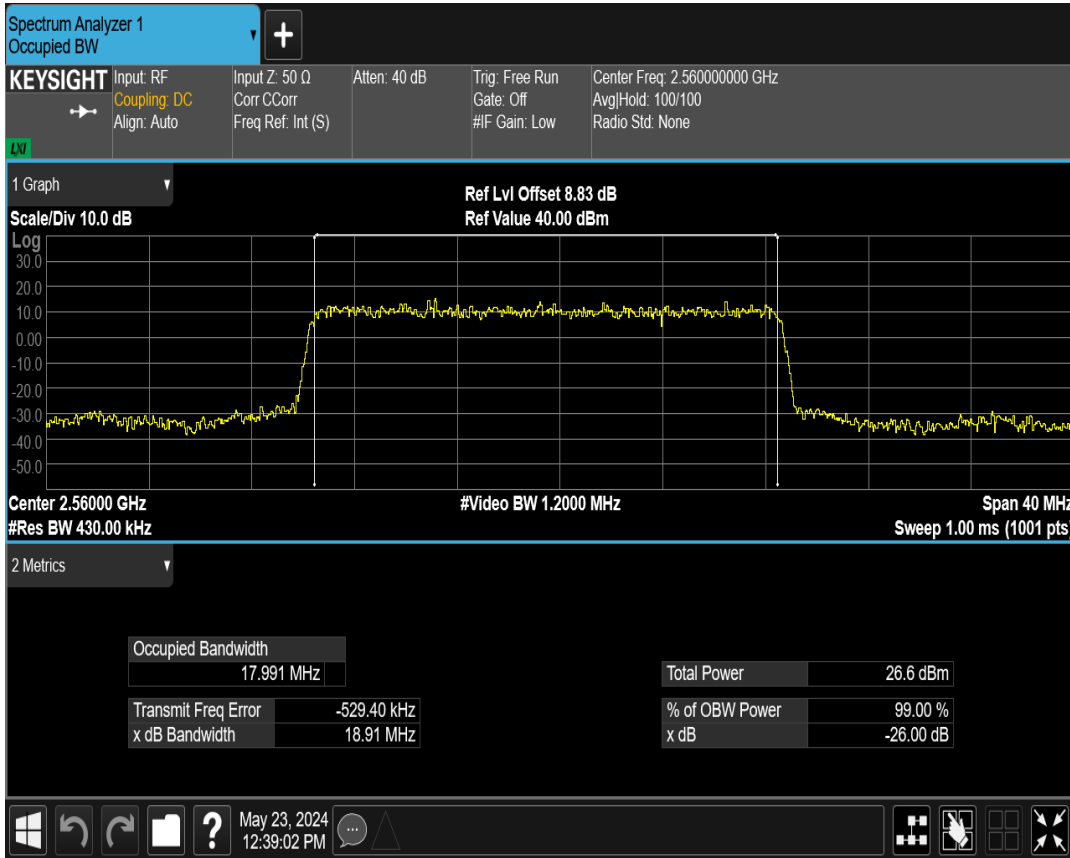 Spectrum Analyzer 1
Occupied BW
+
KEYSIGHT
LXI
Input: RF
Coupling: DC
Align: Auto
Input Z: 50 Ω
Corr CCorr
Freq Ref: Int (S)
Atten: 40 dB
Trig: Free Run
Gate: Off
#IF Gain: Low
Center Freq: 2.560000000 GHz
Avg|Hold: 100/100
Radio Std: None
1 Graph
Scale/Div 10.0 dB
Ref Lvl Offset 8.83 dB
Ref Value 40.00 dBm
Log
30.0
20.0
10.0
0.00
-10.0
-20.0
-30.0
-40.0
-50.0
Center 2.56000 GHz
#Res BW 430.00 kHz
#Video BW 1.2000 MHz
Span 40 MHz
Sweep 1.00 ms (1001 pts)
2 Metrics
Occupied Bandwidth
17.991 MHz
Transmit Freq Error -529.40 kHz
x dB Bandwidth 18.91 MHz
Total Power 26.6 dBm
% of OBW Power 99.00 %
x dB -26.00 dB
?
May 23, 2024
12:39:02 PM